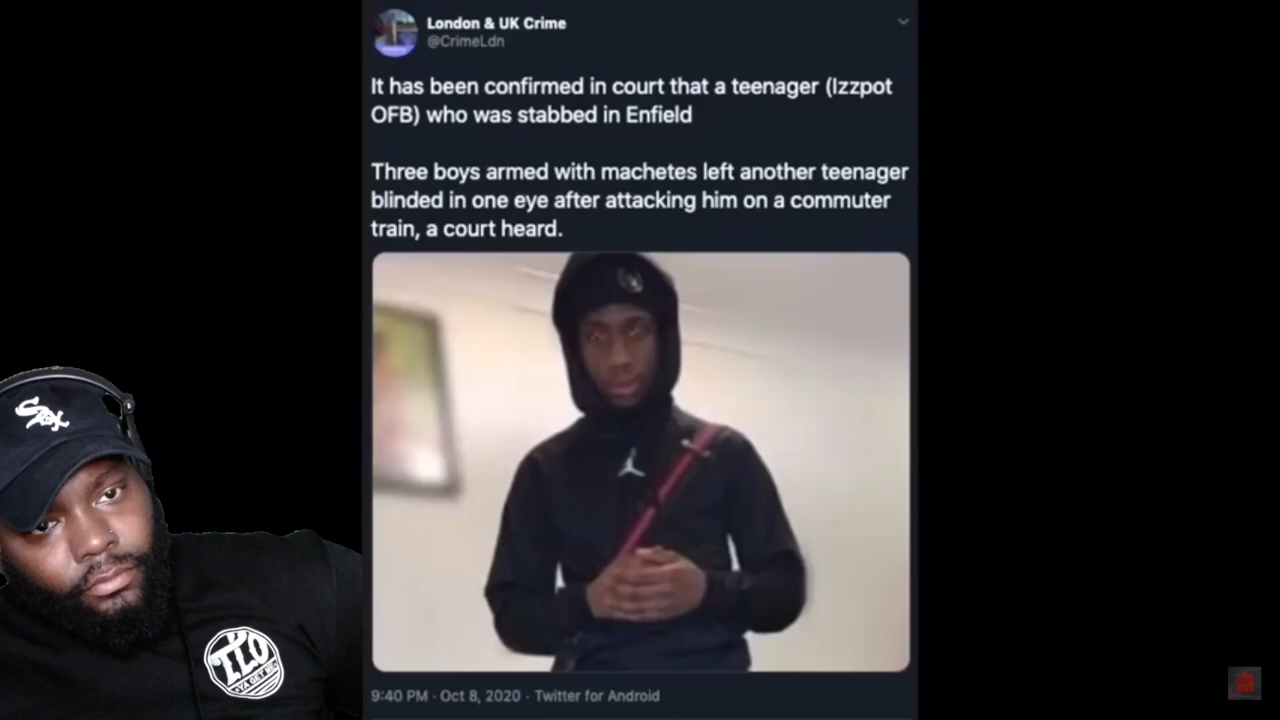 London & UK Crime
@CrimeLdn
It has been confirmed in court that a teenager (Izzpot
OFB) who was stabbed in Enfield
Three boys armed with machetes left another teenager
blinded in one eye after attacking him on a commuter
train, a court heard.
9:40 PM · Oct 8, 2020 · Twitter for Android
Sox
TLO